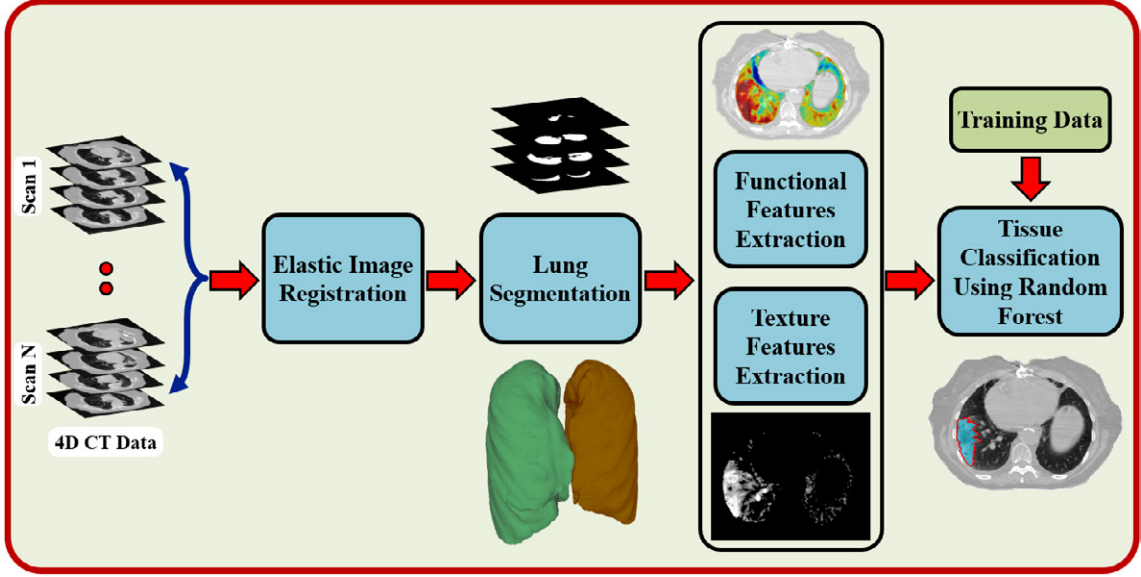 Scan 1
Scan N
4D CT Data
Elastic Image
Registration
Lung
Segmentation
Functional
Features
Extraction
Texture
Features
Extraction
Training Data
Tissue
Classification
Using Random
Forest